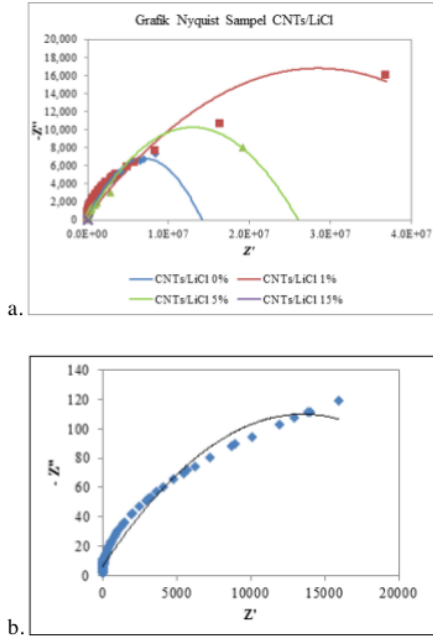 Grafik Nyquist Sampel CNTs/LiCl
18,000
16,000
14,000
12,000
10,000
8,000
6,000
4,000
2,000
0
-Z"
0.0E+00 1.0E+07 2.0E+07 3.0E+07 4.0E+07
Z'
CNTs/LiCl 0% CNTs/LiCl 1%
CNTs/LiCl 5% CNTs/LiCl 15%
a.
140
120
100
80
60
40
20
0
- Z"
0 5000 10000 15000 20000
Z'
b.